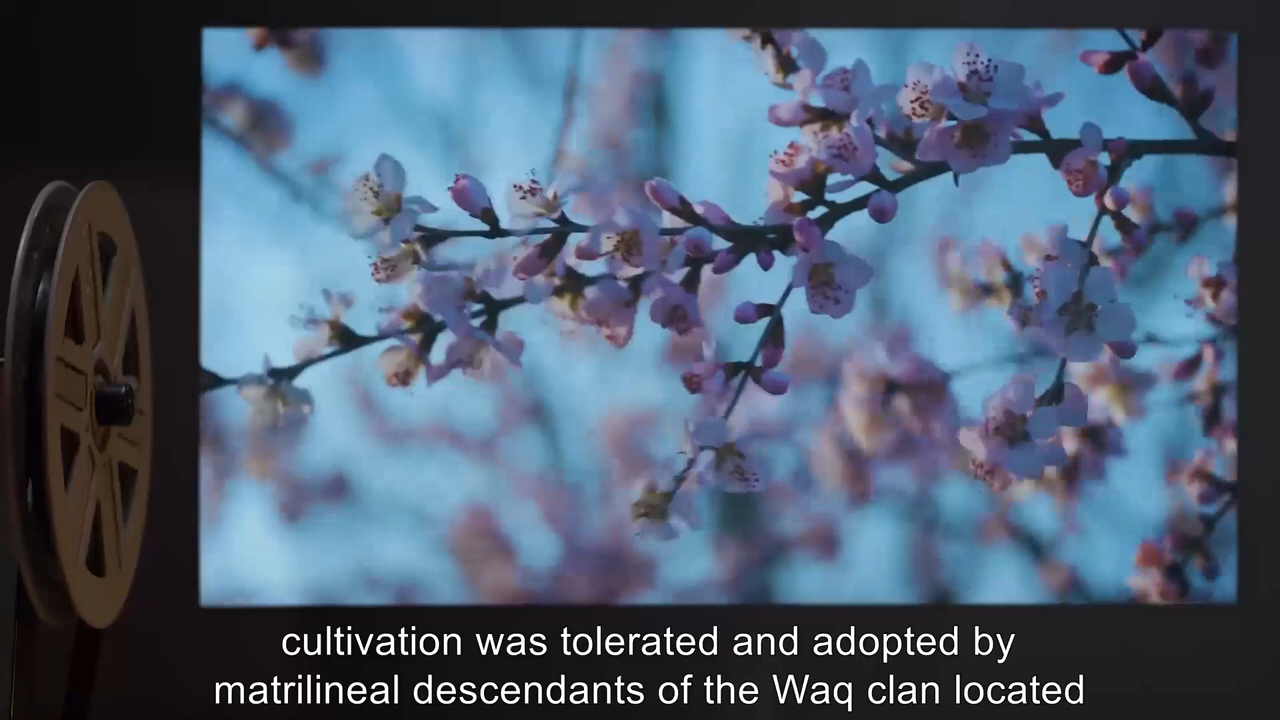 cultivation was tolerated and adopted by
matrilineal descendants of the Waq clan located